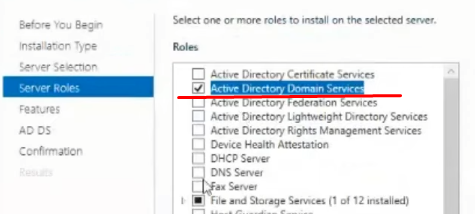 Before You Begin
Installation Type
Server Selection
Server Roles
Features
AD DS
Confirmation
Results
Select one or more roles to install on the selected server.
Roles
Active Directory Certificate Services
Active Directory Domain Services
Active Directory Federation Services
Active Directory Lightweight Directory Services
Active Directory Rights Management Services
Device Health Attestation
DHCP Server
DNS Server
Fax Server
File and Storage Services (1 of 12 installed)
Host Guardian Service